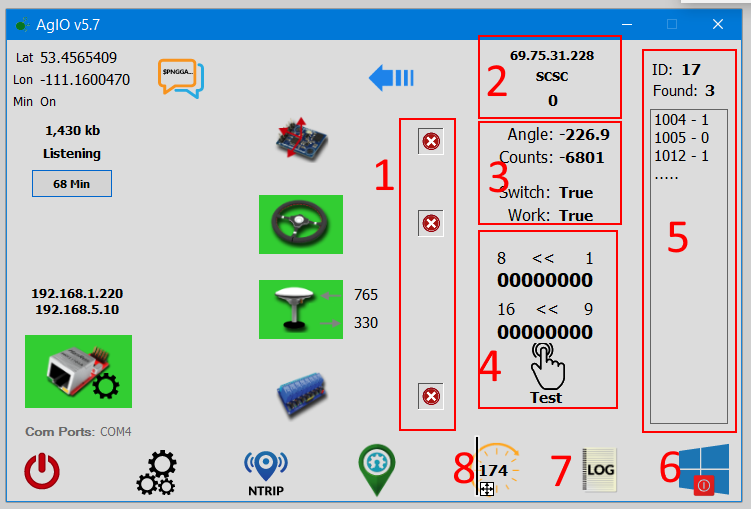 AgIO v5.7
Lat 53.4565409
Lon -111.1600470
Min On
$PNGGA...
1,430 kb
Listening
68 Min
192.168.1.220
192.168.5.10
Com Ports: COM4
765
330
1
69.75.31.228
SCSC
0
2
Angle: -226.9
Counts: -6801
Switch: True
Work: True
3
8 << 1
00000000
16 << 9
00000000
Test
4
ID: 17
Found: 3
1004 - 1
1005 - 0
1012 - 1
.....
5
NTRIP
8
174
7
LOG
6